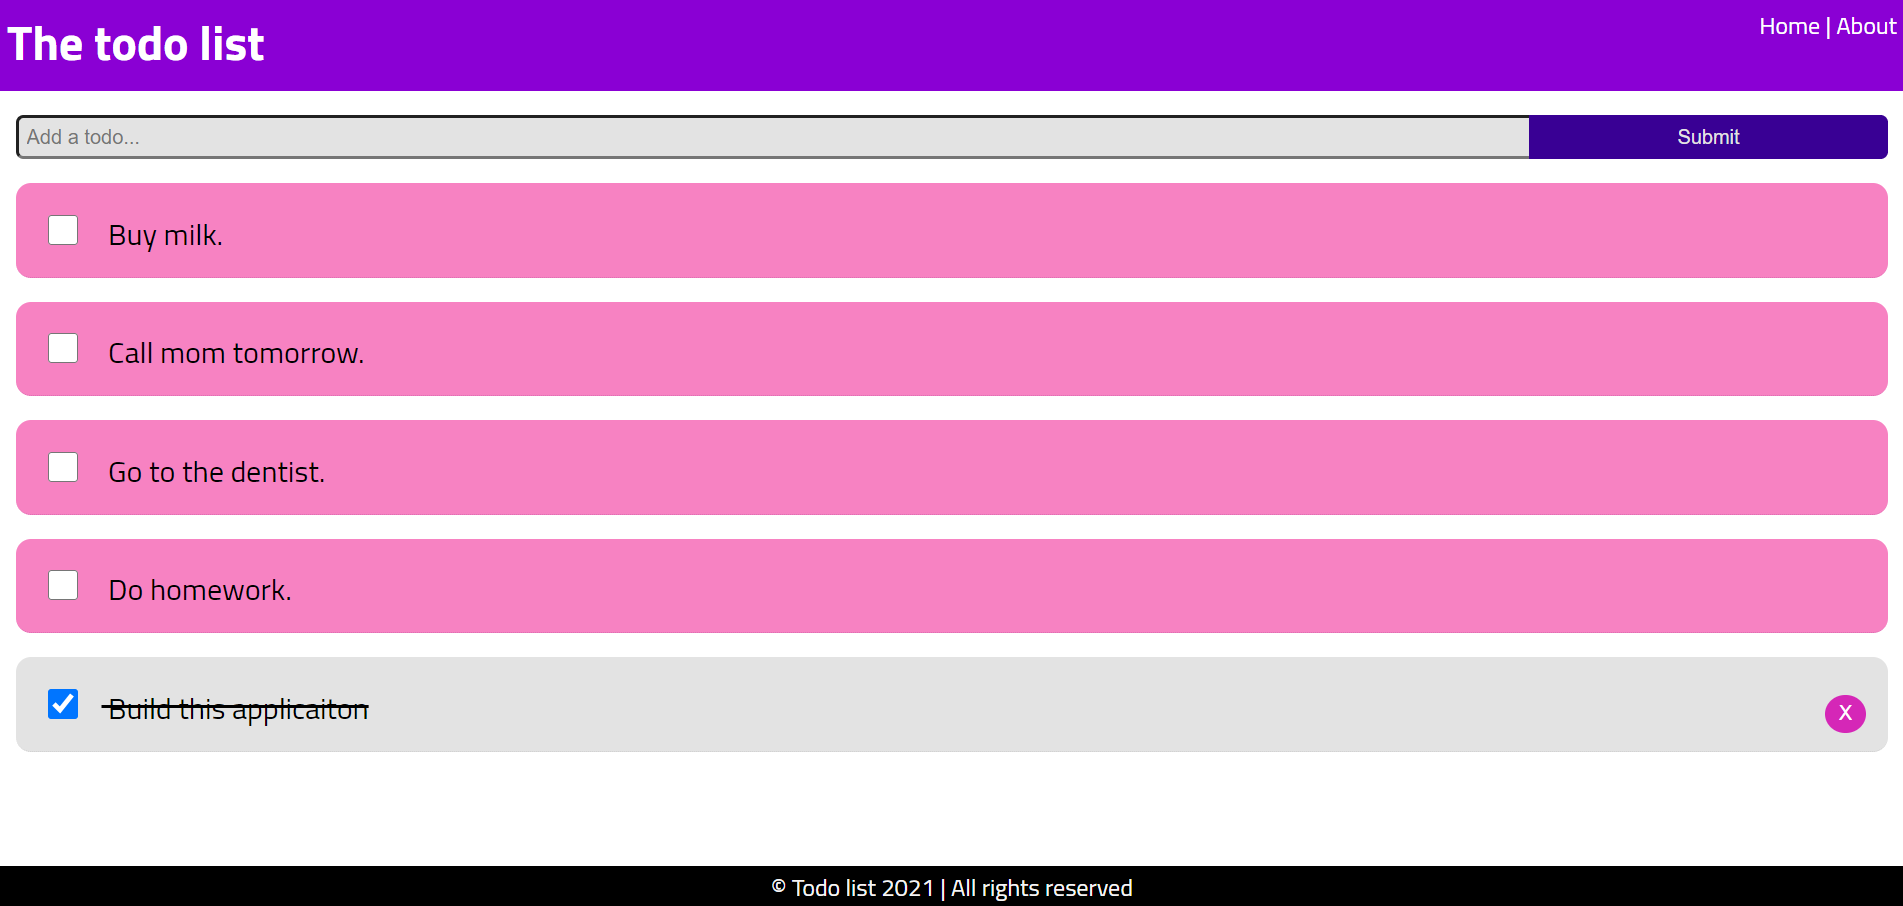 The todo list
Home | About
Add a todo...
Submit
Buy milk.
Call mom tomorrow.
Go to the dentist.
Do homework.
Build this applicaiton
X
© Todo list 2021 | All rights reserved